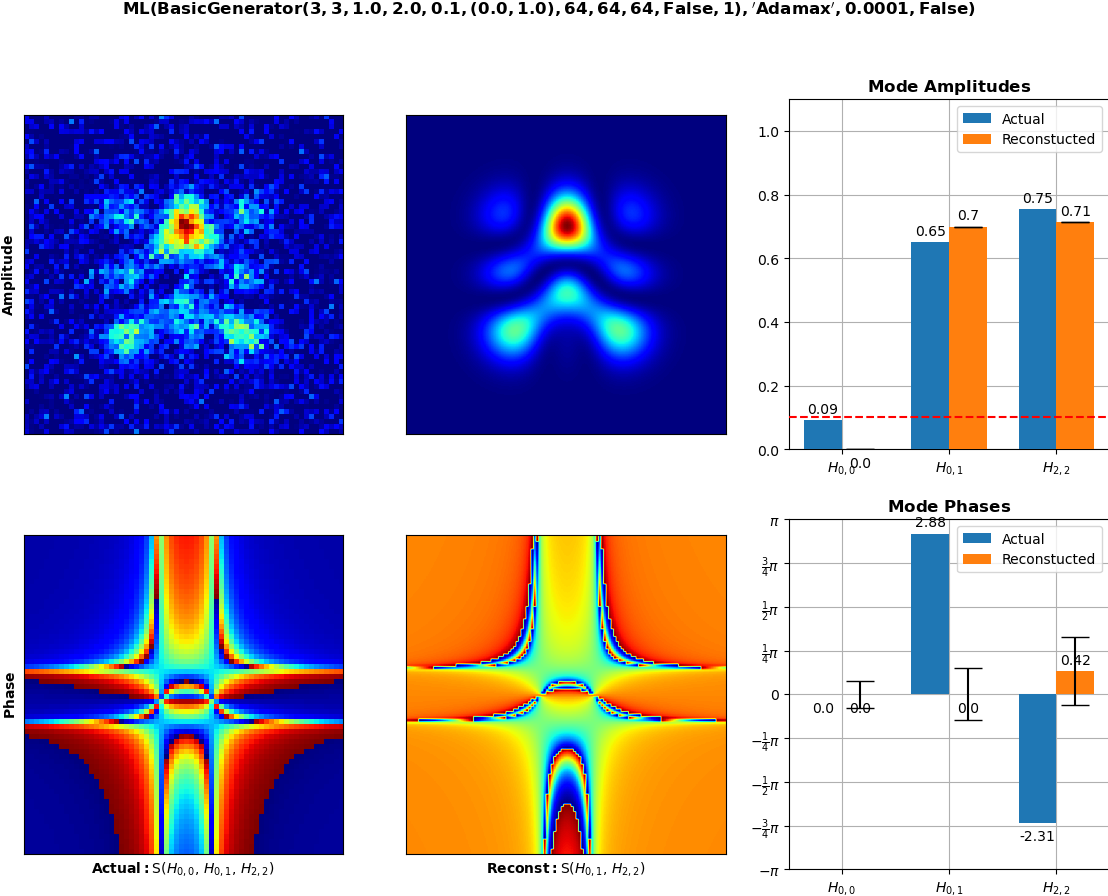 ML(BasicGenerator(3, 3, 1.0, 2.0, 0.1, (0.0, 1.0), 64, 64, 64, False, 1), 'Adamax', 0.0001, False)
Amplitude
Mode Amplitudes
Actual
Reconstucted
1.0
0.8
0.6
0.4
0.2
0.0
0.09
0.0
0.65
0.7
0.75
0.71
H0,0
H0,1
H2,2
Phase
Actual: S(H0,0, H0,1, H2,2)
Reconst: S(H0,1, H2,2)
Mode Phases
Actual
Reconstucted
π
3/4π
1/2π
1/4π
0
−1/4π
−1/2π
−3/4π
−π
0.0
0.0
2.88
0.0
-2.31
0.42
H0,0
H0,1
H2,2